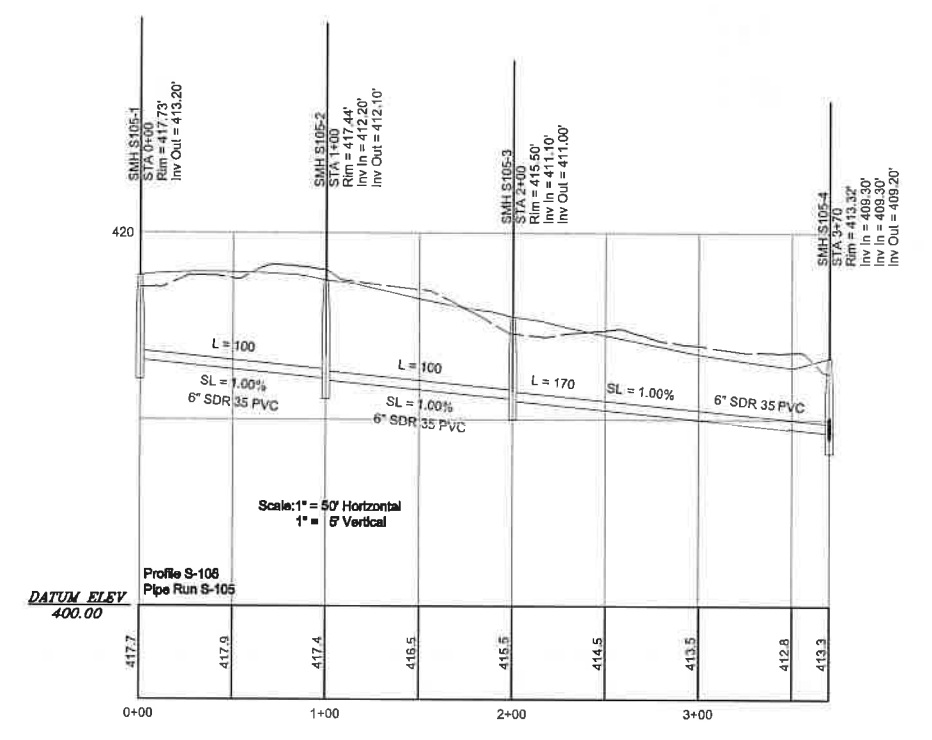 SMH S105-1
STA 0+00
Rim = 417.73'
Inv Out = 413.20'
SMH S105-2
STA 1+00
Rim = 417.44'
Inv In = 412.20'
Inv Out = 412.10'
SMH S105-3
STA 2+00
Rim = 415.50'
Inv In = 411.10'
Inv Out = 411.00'
SMH S105-4
STA 3+70
Rim = 413.32'
Inv In = 409.30'
Inv In = 409.30'
Inv Out = 409.20'
420
L = 100
SL = 1.00%
6" SDR 35 PVC
L = 100
SL = 1.00%
6" SDR 35 PVC
L = 170
SL = 1.00%
6" SDR 35 PVC
Scale:1" = 50' Horizontal
1" = 5' Vertical
Profile S-105
Pipe Run S-105
DATUM ELEV
400.00
417.7
417.9
417.4
416.5
415.5
414.5
413.5
412.8
413.3
0+00
1+00
2+00
3+00